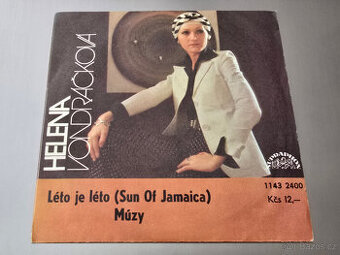 HELENA
VONDRÁČKOVÁ
SUPRAPHON
Léto je léto (Sun Of Jamaica)
Múzy
1143 2400
Kčs 12,—